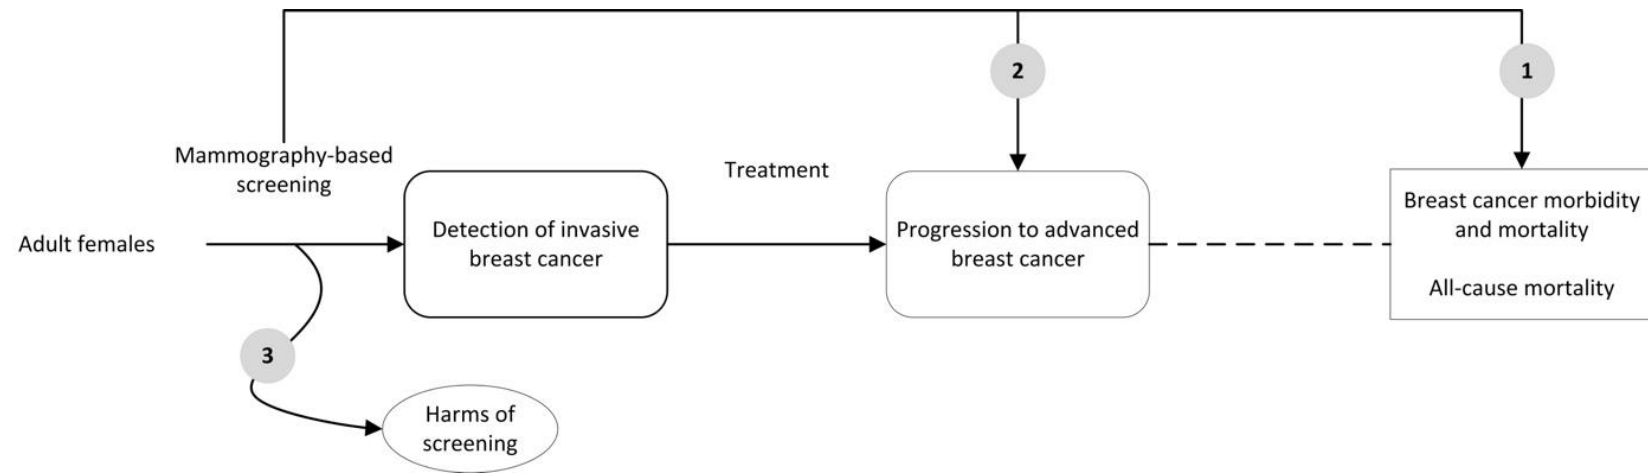 2
1
Mammography-based
screening
Treatment
Adult females
Detection of invasive
breast cancer
Progression to advanced
breast cancer
Breast cancer morbidity
and mortality
All-cause mortality
3
Harms of
screening